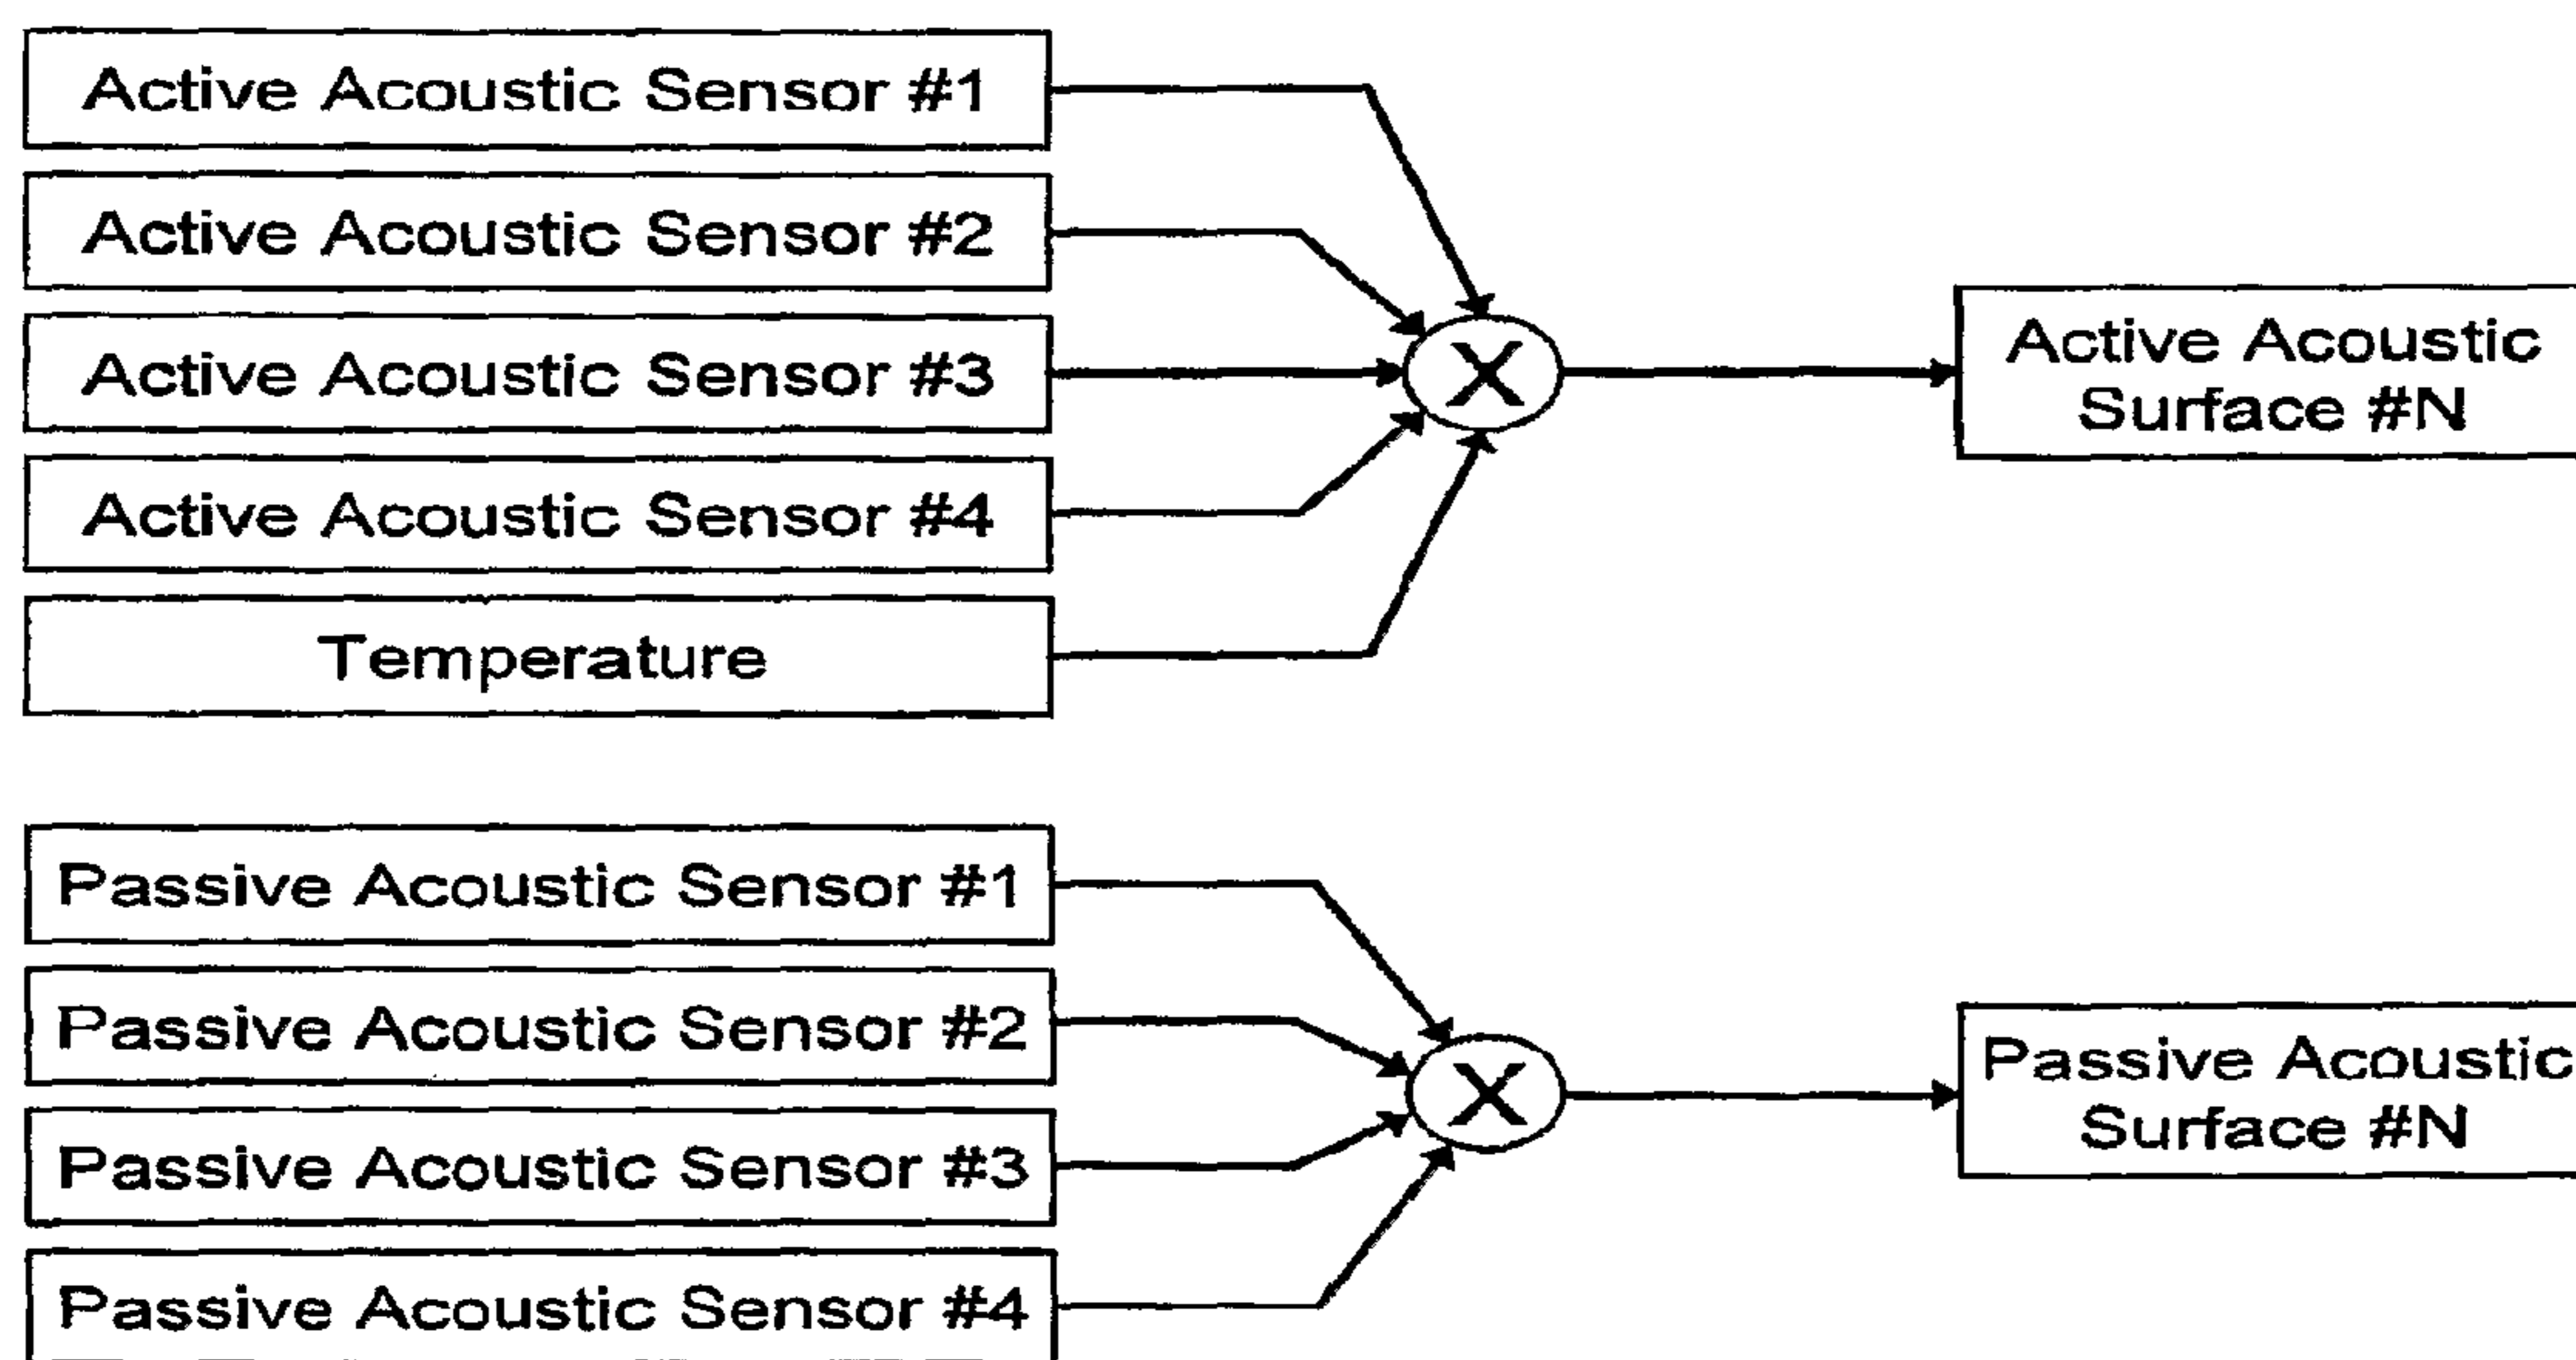 Active Acoustic Sensor #1
Active Acoustic Sensor #2
Active Acoustic Sensor #3
Active Acoustic Sensor #4
Temperature
X
Active Acoustic
Surface #N
Passive Acoustic Sensor #1
Passive Acoustic Sensor #2
Passive Acoustic Sensor #3
Passive Acoustic Sensor #4
X
Passive Acoustic
Surface #N